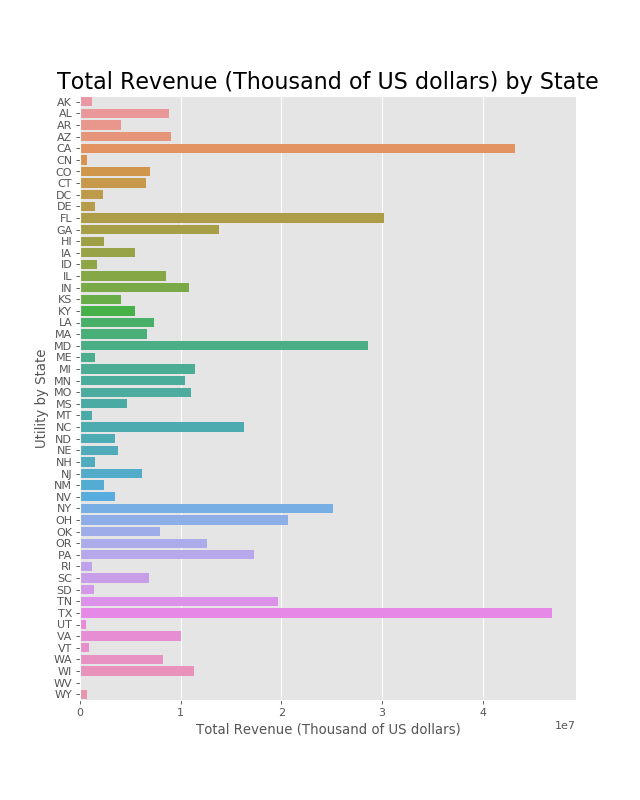 Total Revenue (Thousand of US dollars) by State
AK
AL
AR
AZ
CA
CN
CO
CT
DC
DE
FL
GA
HI
IA
ID
IL
IN
KS
KY
LA
MA
MD
ME
MI
MN
MO
MS
MT
NC
ND
NE
NH
NJ
NM
NV
NY
OH
OK
OR
PA
RI
SC
SD
TN
TX
UT
VA
VT
WA
WI
WV
WY
Utility by State
0 1 2 3 4
1e7
Total Revenue (Thousand of US dollars)